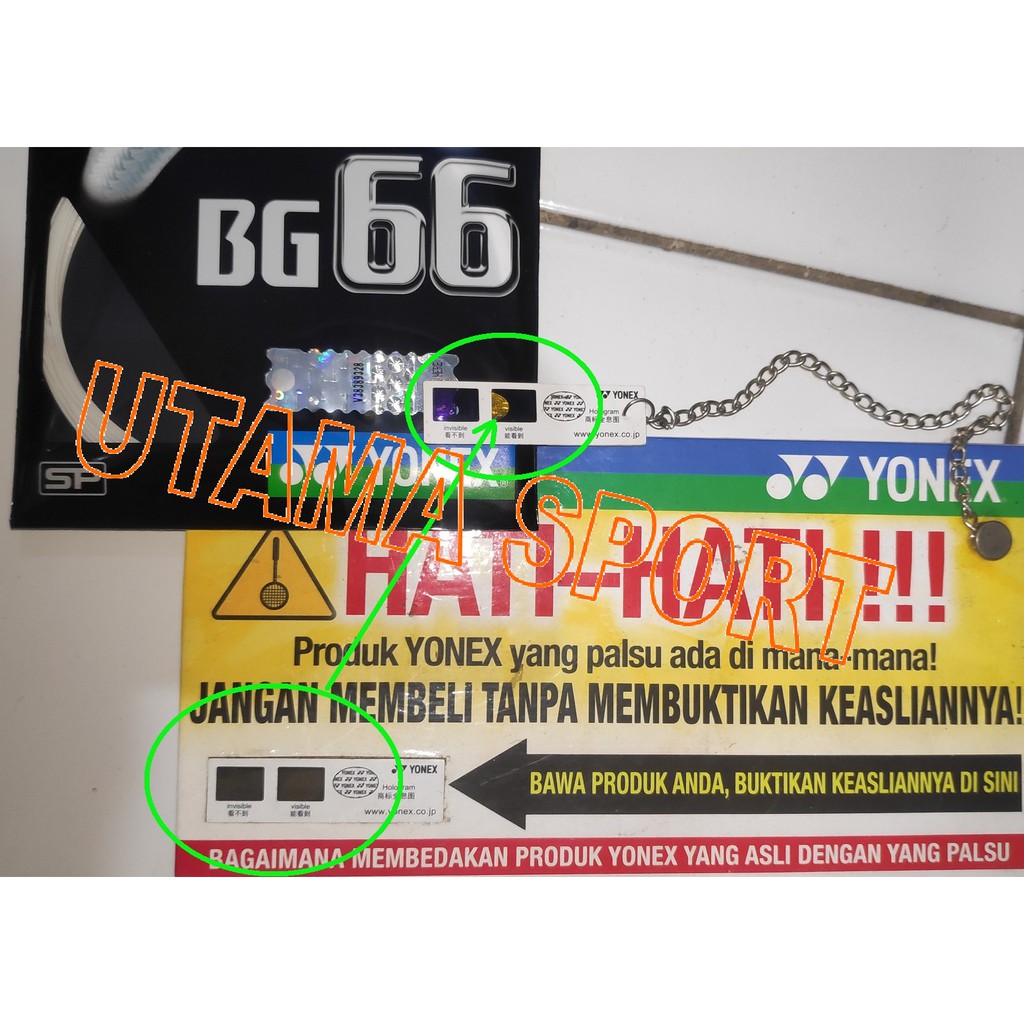 BG 66
Y38389328
YONEX
Hologram
商标全息图
www.yonex.co.jp
invisible
看不到
visible
能看到
YONEX
SP
YONEX
UTAMA SPORT
HATI-HATI !!!
Produk YONEX yang palsu ada di mana-mana!
JANGAN MEMBELI TANPA MEMBUKTIKAN KEASLIANNYA!
YONEX
Hologram
商标全息图
www.yonex.co.jp
invisible
看不到
visible
能看到
BAWA PRODUK ANDA, BUKTIKAN KEASLIANNYA DI SINI
BAGAIMANA MEMBEDAKAN PRODUK YONEX YANG ASLI DENGAN YANG PALSU